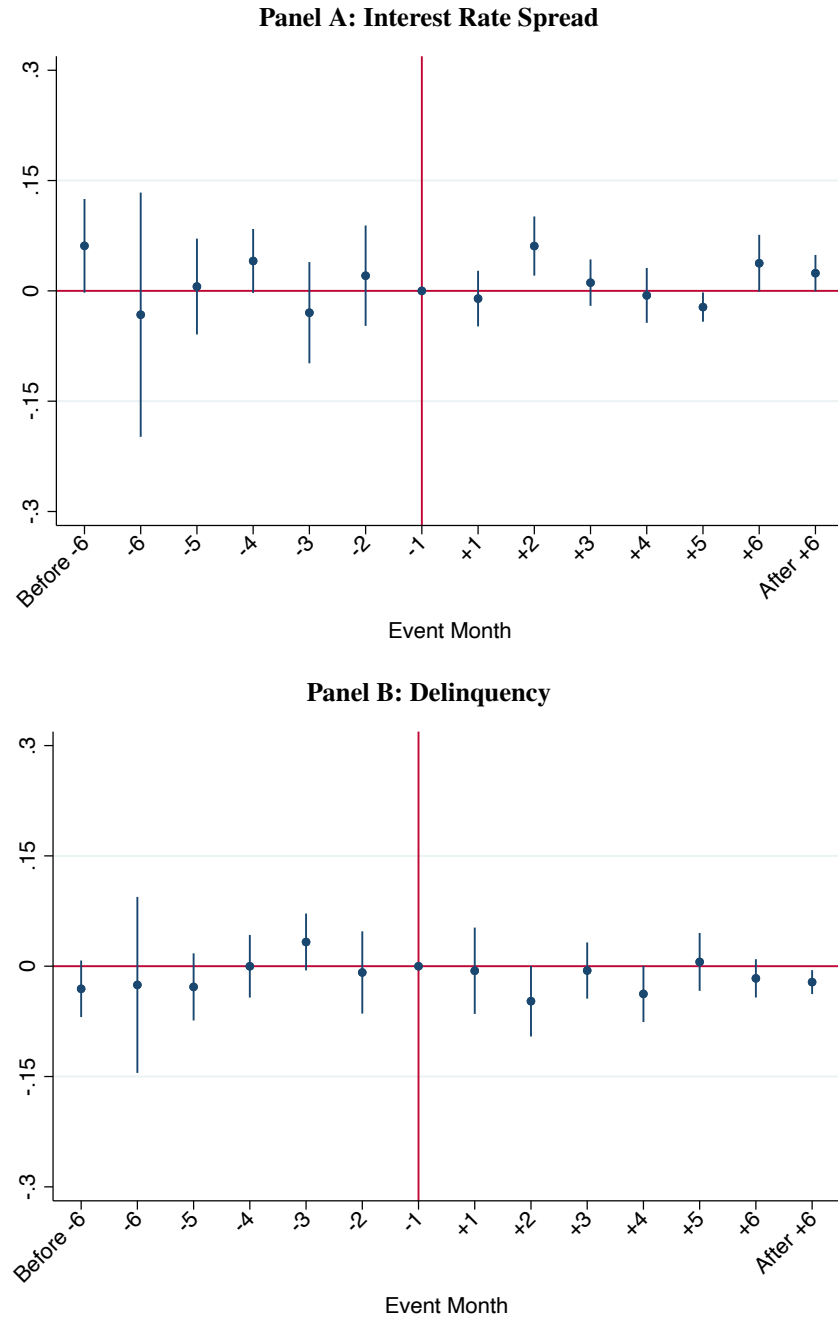 Panel A: Interest Rate Spread
.3
.15
0
-.15
-.3
Before -6 -6 -5 -4 -3 -2 -1 +1 +2 +3 +4 +5 +6 After +6
Event Month
Panel B: Delinquency
.3
.15
0
-.15
-.3
Before -6 -6 -5 -4 -3 -2 -1 +1 +2 +3 +4 +5 +6 After +6
Event Month